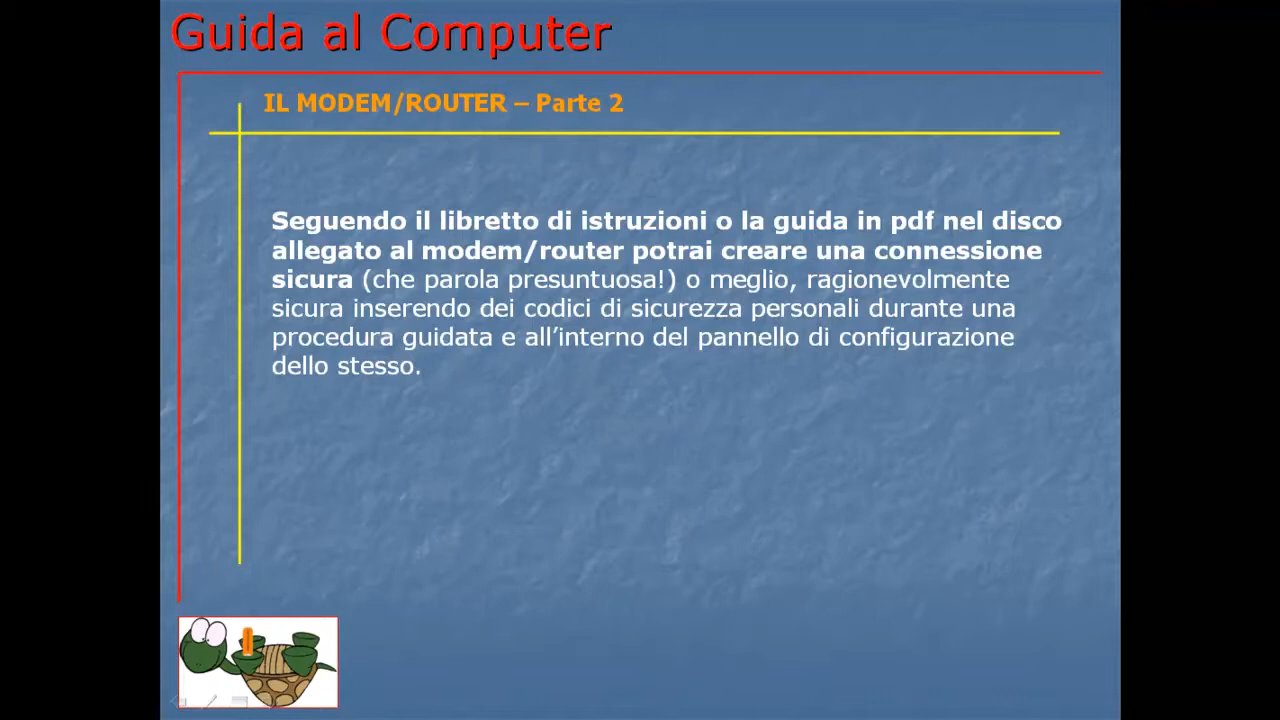 Guida al Computer
IL MODEM/ROUTER – Parte 2
Seguendo il libretto di istruzioni o la guida in pdf nel disco
allegato al modem/router potrai creare una connessione
sicura (che parola presuntuosa!) o meglio, ragionevolmente
sicura inserendo dei codici di sicurezza personali durante una
procedura guidata e all’interno del pannello di configurazione
dello stesso.